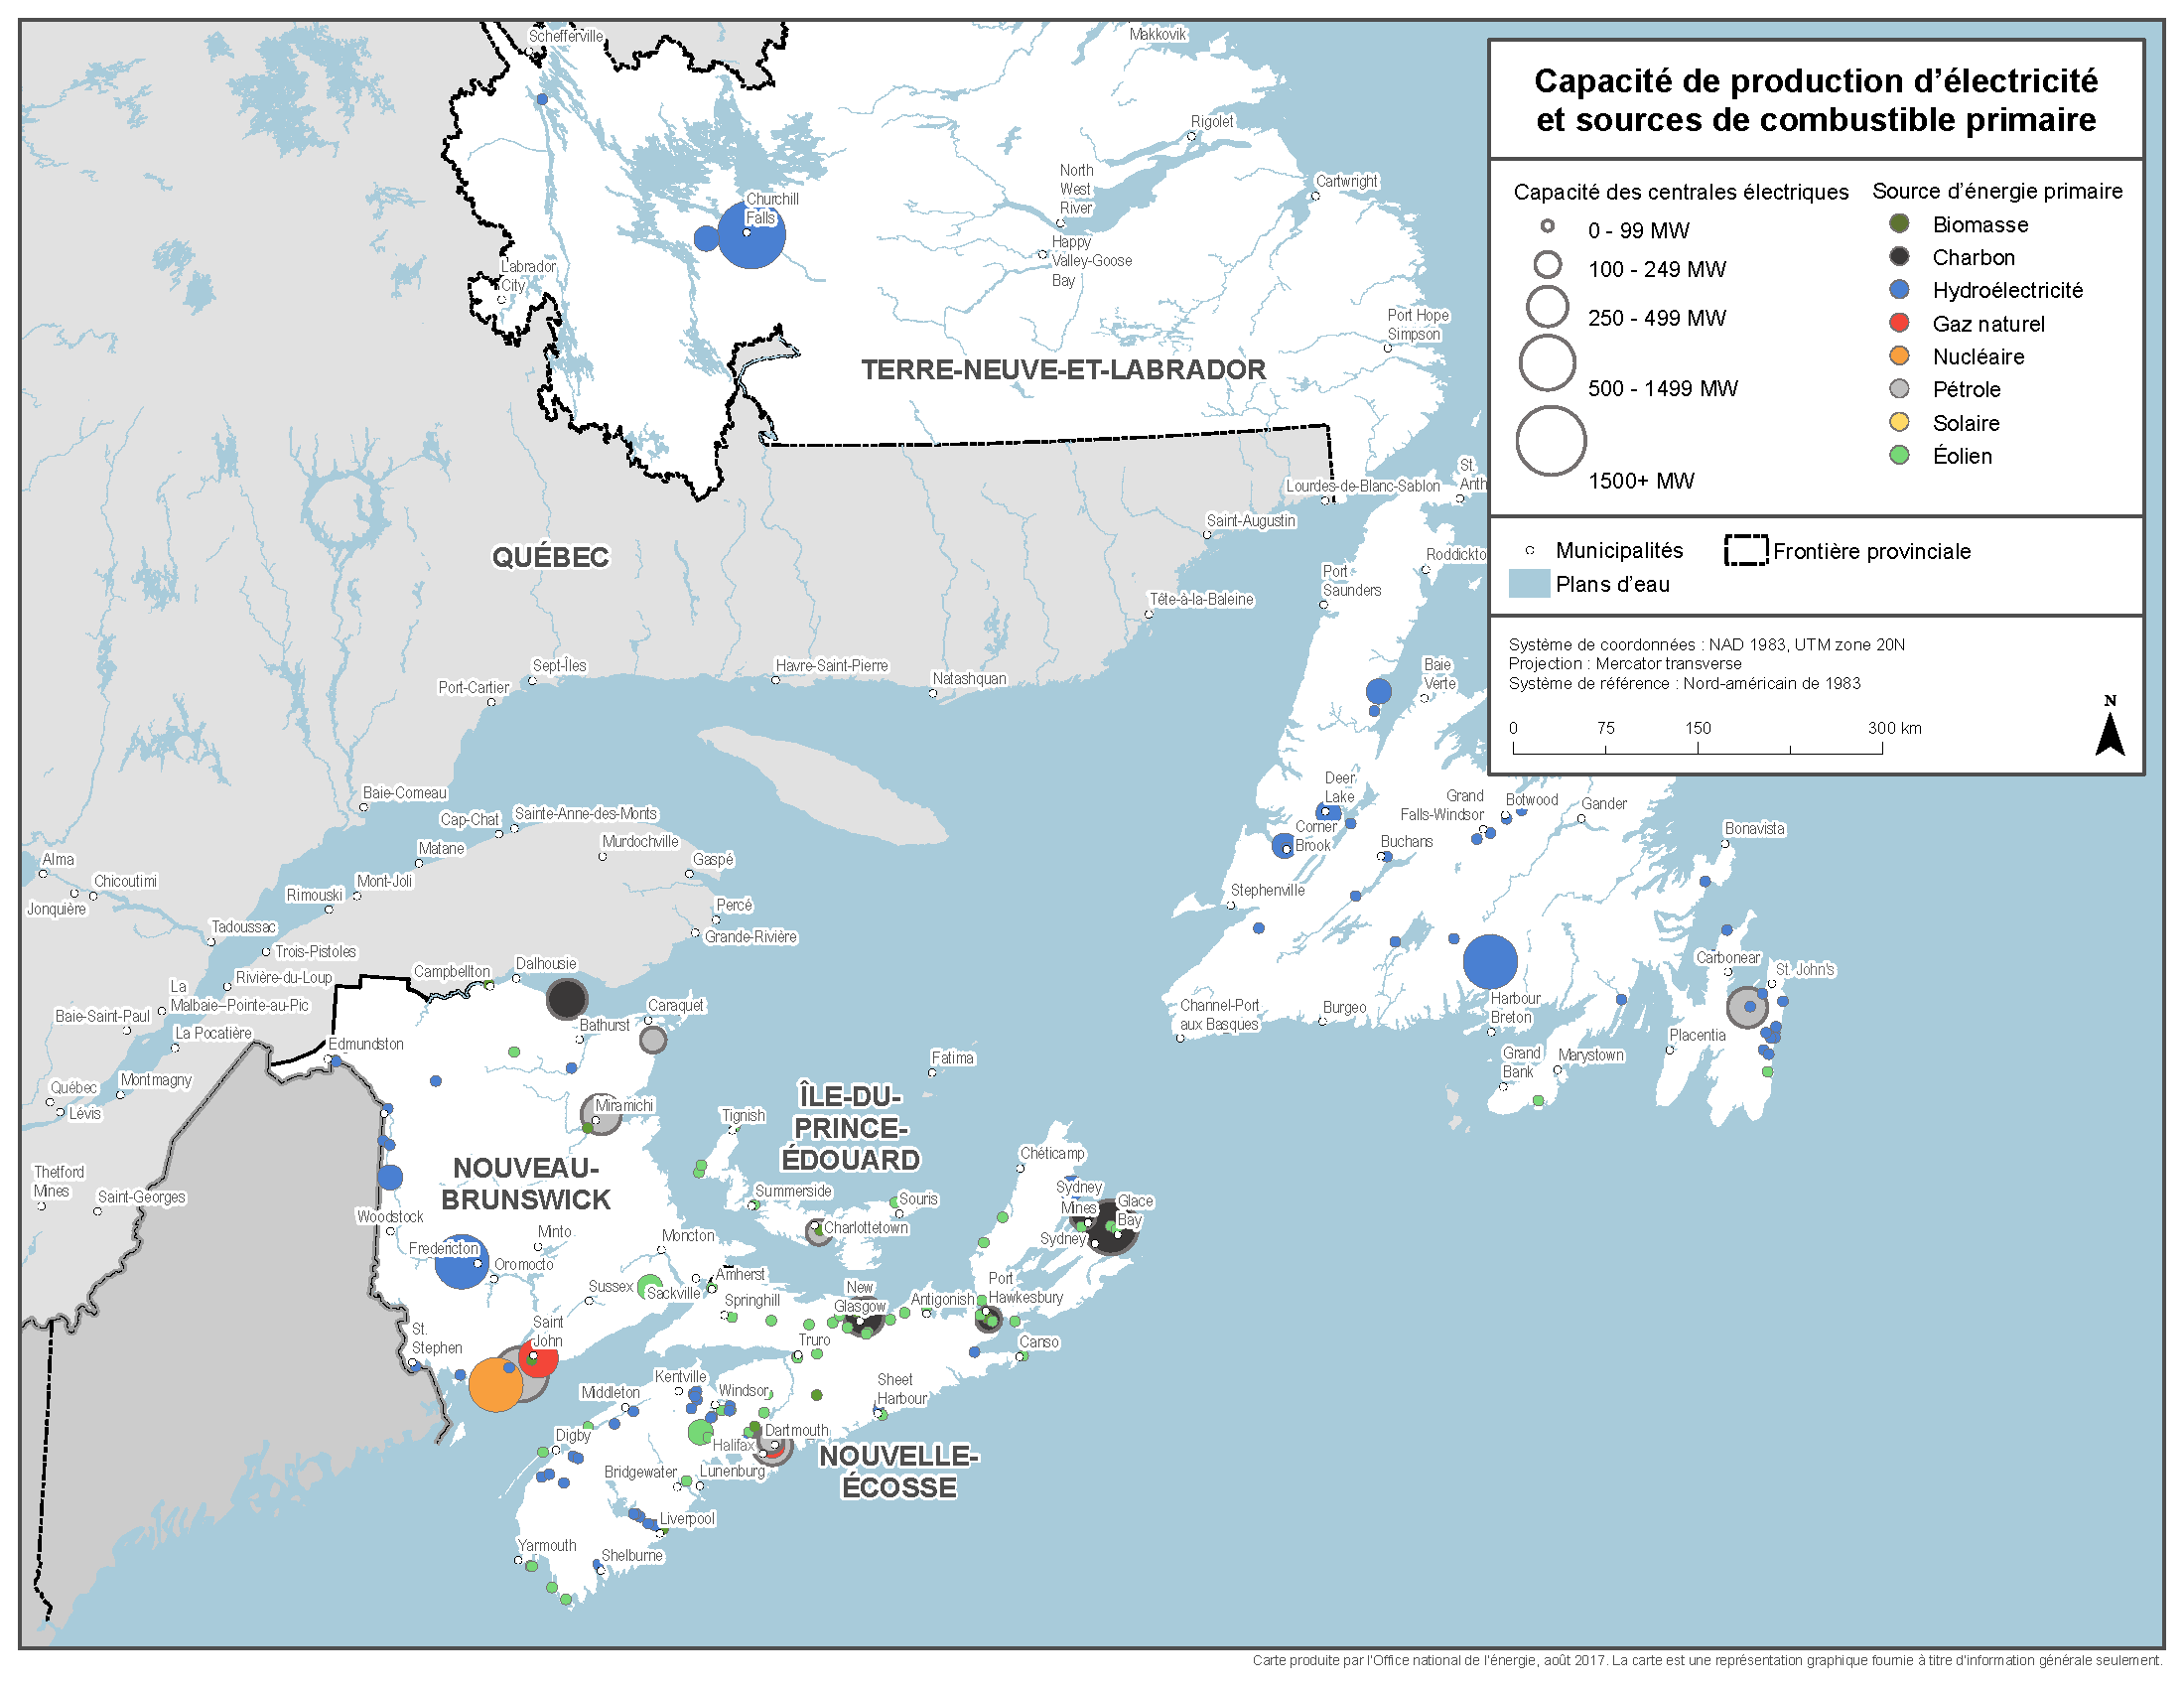 Capacité de production d'électricité
et sources de combustible primaire
Capacité des centrales électriques
0 - 99 MW
100 - 249 MW
250 - 499 MW
500 - 1499 MW
1500+ MW
Source d'énergie primaire
Biomasse
Charbon
Hydroélectricité
Gaz naturel
Nucléaire
Pétrole
Solaire
Éolien
Municipalités
Frontière provinciale
Plans d'eau
Système de coordonnées : NAD 1983, UTM zone 20N
Projection : Mercator transverse
Système de référence : Nord-américain de 1983
N
0 75 150 300 km
Schefferville
Makkovik
Rigolet
North
West
River
Cartwright
Churchill
Falls
Happy
Valley-Goose
Bay
Labrador
City
Port Hope
Simpson
TERRE-NEUVE-ET-LABRADOR
St.
Anth
Lourdes-de-Blanc-Sablon
Saint-Augustin
QUÉBEC
Roddickto
Port
Saunders
Tête-à-la-Baleine
Sept-Îles
Havre-Saint-Pierre
Natashquan
Port-Cartier
Baie
Verte
Baie-Comeau
Cap-Chat
Sainte-Anne-des-Monts
Murdochville
Matane
Gaspé
Alma
Chicoutimi
Jonquière
Mont-Joli
Rimouski
Percé
Grande-Rivière
Tadoussac
Trois-Pistoles
Rivière-du-Loup
La
Malbaie–Pointe-au-Pic
Baie-Saint-Paul
La Pocatière
Montmagny
Québec
Lévis
Thetford
Mines
Saint-Georges
Deer
Lake
Corner
Brook
Grand
Falls-Windsor
Botwood
Gander
Buchans
Bonavista
Stephenville
Carbonear
St. John's
Channel-Port
aux Basques
Burgeo
Harbour
Breton
Placentia
Grand
Bank
Marystown
Campbellton
Dalhousie
Caraquet
Bathurst
Edmundston
Miramichi
Fatima
ÎLE-DU-
PRINCE-
ÉDOUARD
Tignish
NOUVEAU-
BRUNSWICK
Summerside
Souris
Charlottetown
Chéticamp
Sydney
Mines
Glace
Bay
Sydney
Woodstock
Minto
Fredericton
Oromocto
Moncton
Sussex
Sackville
Amherst
Springhill
New
Glasgow
Antigonish
Port
Hawkesbury
Canso
Truro
St.
Stephen
Saint
John
Kentville
Windsor
Sheet
Harbour
Middleton
Digby
Dartmouth
Halifax
NOUVELLE-
ÉCOSSE
Bridgewater
Lunenburg
Liverpool
Yarmouth
Shelburne
Carte produite par l'Office national de l'énergie, août 2017. La carte est une représentation graphique fournie à titre d'information générale seulement.